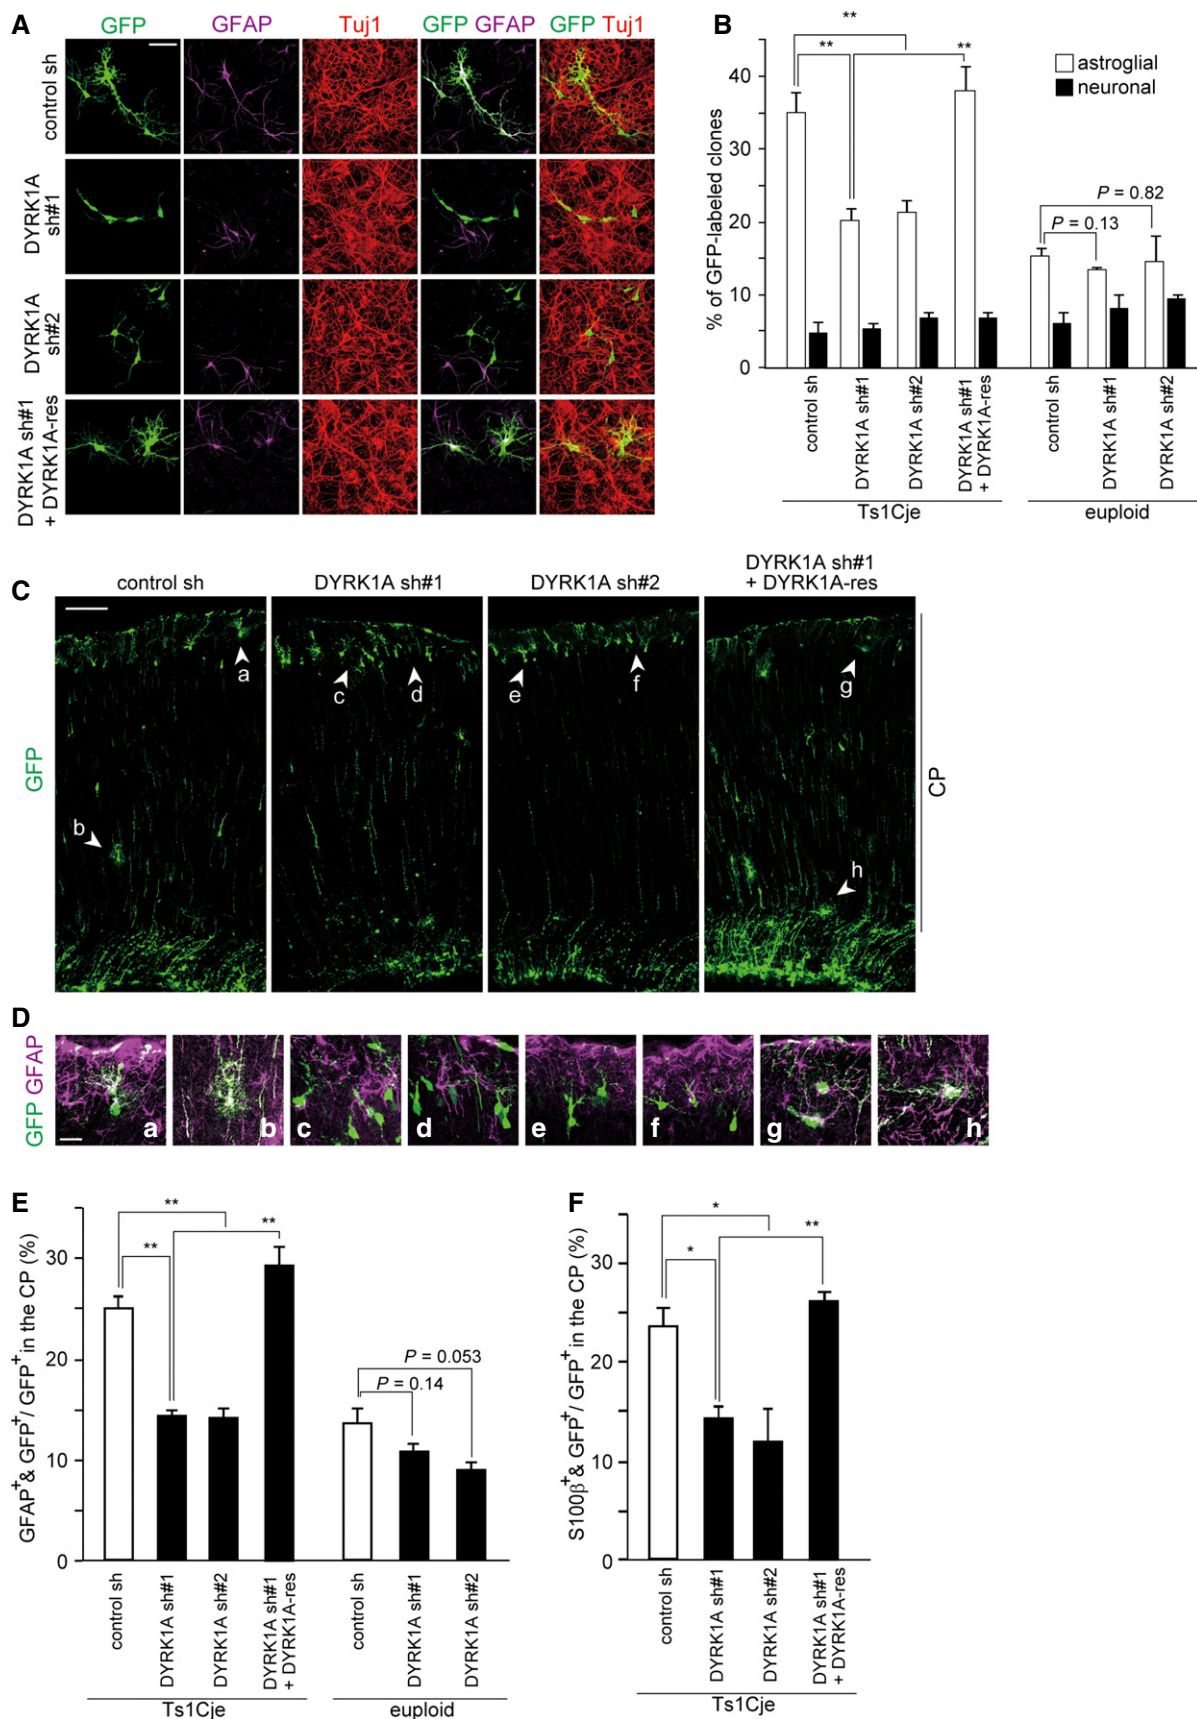 A
GFP GFAP Tuj1 GFP GFAP GFP Tuj1
control sh
DYRK1A
sh#1
DYRK1A
sh#2
DYRK1A sh#1
+ DYRK1A-res
B
% of GFP-labeled clones
40
30
20
10
0
**
**
**
astroglial
neuronal
P = 0.82
P = 0.13
control sh
DYRK1A sh#1
DYRK1A sh#2
DYRK1A sh#1
+ DYRK1A-res
control sh
DYRK1A sh#1
DYRK1A sh#2
Ts1Cje
euploid
C
control sh
DYRK1A sh#1
DYRK1A sh#2
DYRK1A sh#1
+ DYRK1A-res
GFP
a
b
c
d
e
f
g
h
CP
D
GFP GFAP
a
b
c
d
e
f
g
h
E
GFAP+ & GFP+/ GFP+ in the CP (%)
30
20
10
0
**
**
**
P = 0.053
P = 0.14
control sh
DYRK1A sh#1
DYRK1A sh#2
DYRK1A sh#1
+ DYRK1A-res
control sh
DYRK1A sh#1
DYRK1A sh#2
Ts1Cje
euploid
F
S100β+ & GFP+/ GFP+ in the CP (%)
30
20
10
0
*
*
**
control sh
DYRK1A sh#1
DYRK1A sh#2
DYRK1A sh#1
+ DYRK1A-res
Ts1Cje